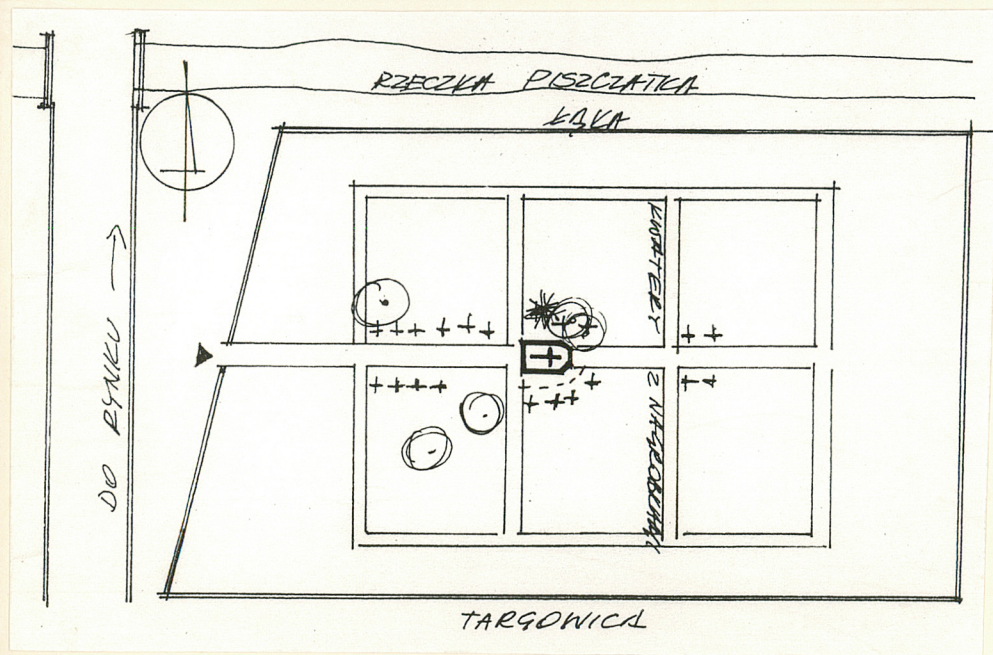 RZECZKA PISZCZATKA
ŁĄKA
DO RYNKU
KWATERY Z NAGROBKAMI
TARGOWICA